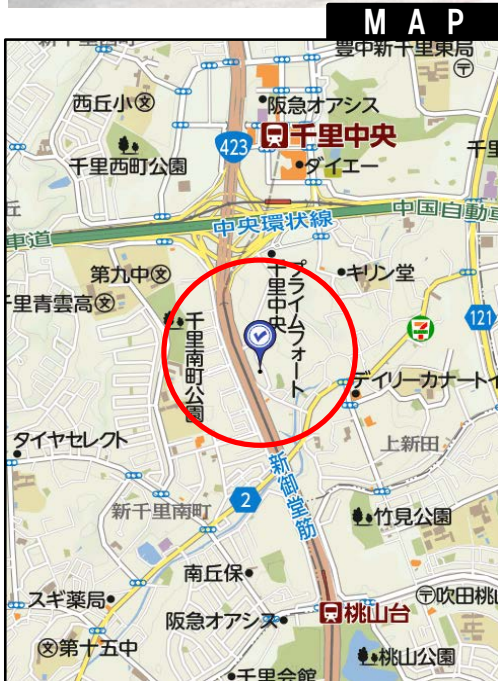 MAP
豊中新千里東局
西丘小
阪急オアシス
千里中央
423
千里西町公園
ダイエー
中国自動車
車道
中央環状線
第九中
キリン堂
プライムフォート
千里中央
千里青雲高
121
千里南町公園
デイリーカナートイ
タイヤセレクト
上新田
新御堂筋
2
新千里南町
竹見公園
南丘保
スギ薬局
吹田桃山
阪急オアシス
桃山台
第十五中
桃山公園
千里会館